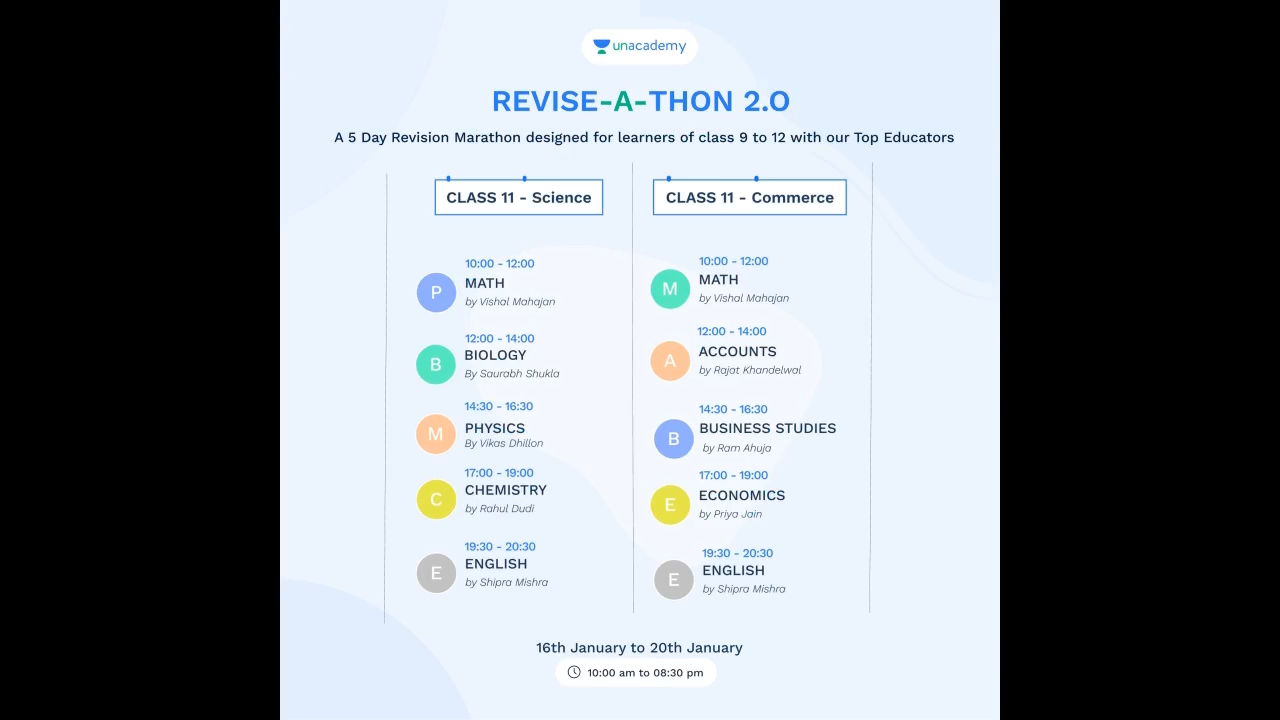 unacademy
REVISE-A-THON 2.O
A 5 Day Revision Marathon designed for learners of class 9 to 12 with our Top Educators
CLASS 11 - Science
10:00 - 12:00
P
MATH
by Vishal Mahajan
12:00 - 14:00
B
BIOLOGY
By Saurabh Shukla
14:30 - 16:30
M
PHYSICS
By Vikas Dhillon
17:00 - 19:00
C
CHEMISTRY
by Rahul Dudi
19:30 - 20:30
E
ENGLISH
by Shipra Mishra
CLASS 11 - Commerce
10:00 - 12:00
M
MATH
by Vishal Mahajan
12:00 - 14:00
A
ACCOUNTS
by Rajat Khandelwal
14:30 - 16:30
B
BUSINESS STUDIES
by Ram Ahuja
17:00 - 19:00
E
ECONOMICS
by Priya Jain
19:30 - 20:30
E
ENGLISH
by Shipra Mishra
16th January to 20th January
10:00 am to 08:30 pm